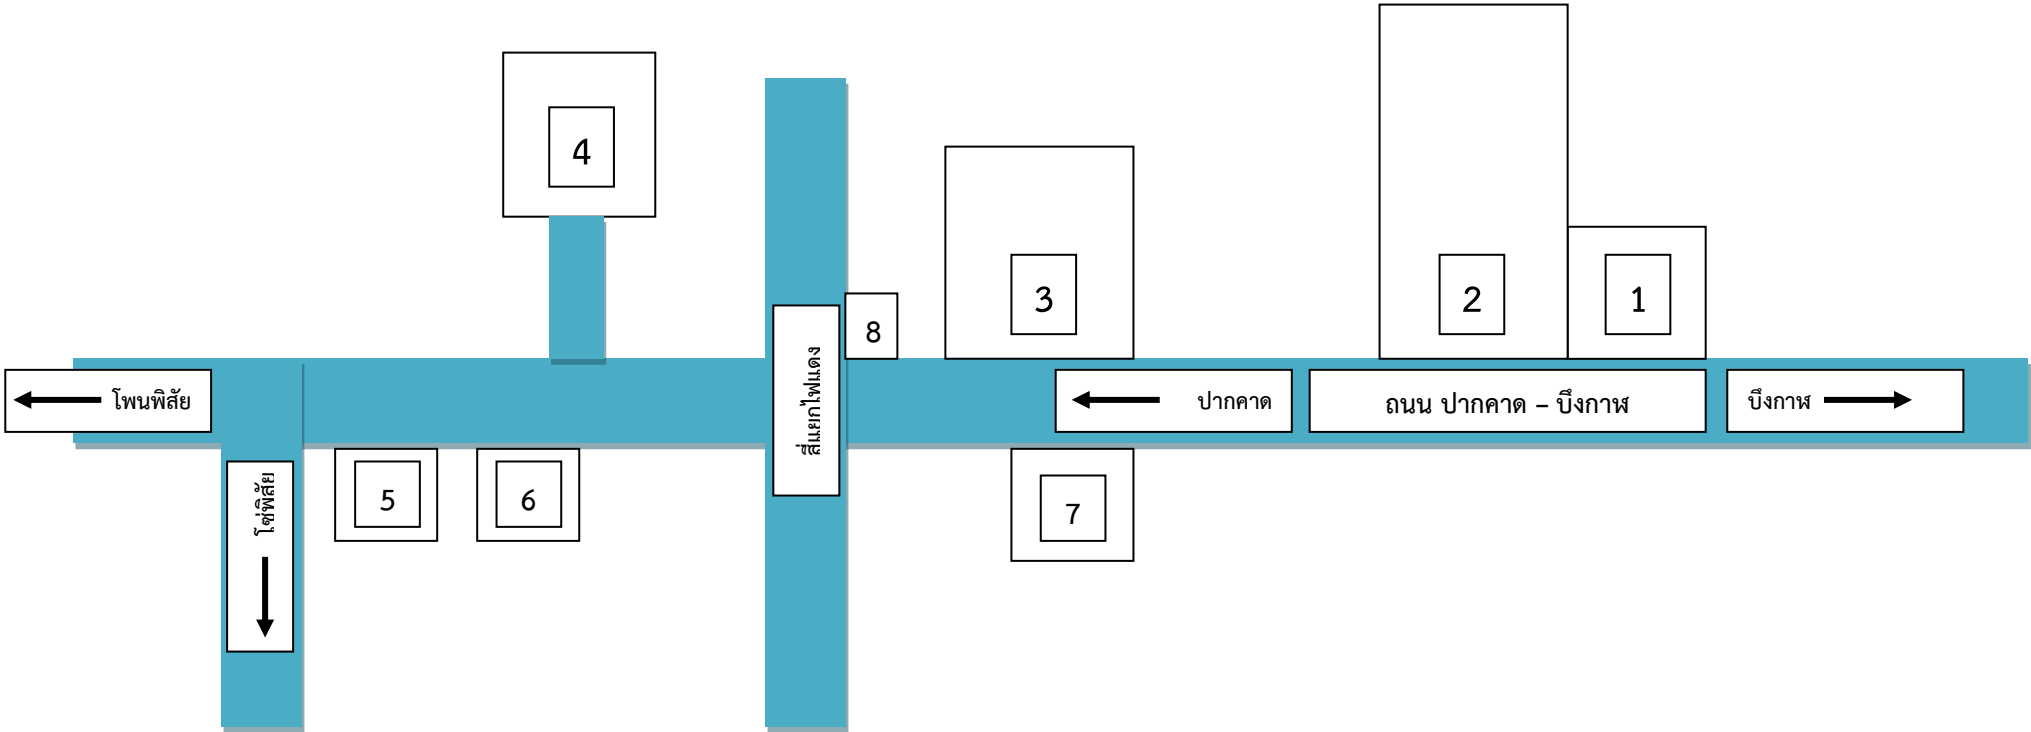 4
3
2
1
8
สี่แยกไฟแดง
โพนพิสัย
ปากคาด
ถนน ปากคาด – บึงกาฬ
บึงกาฬ
โซ่พิสัย
5
6
7